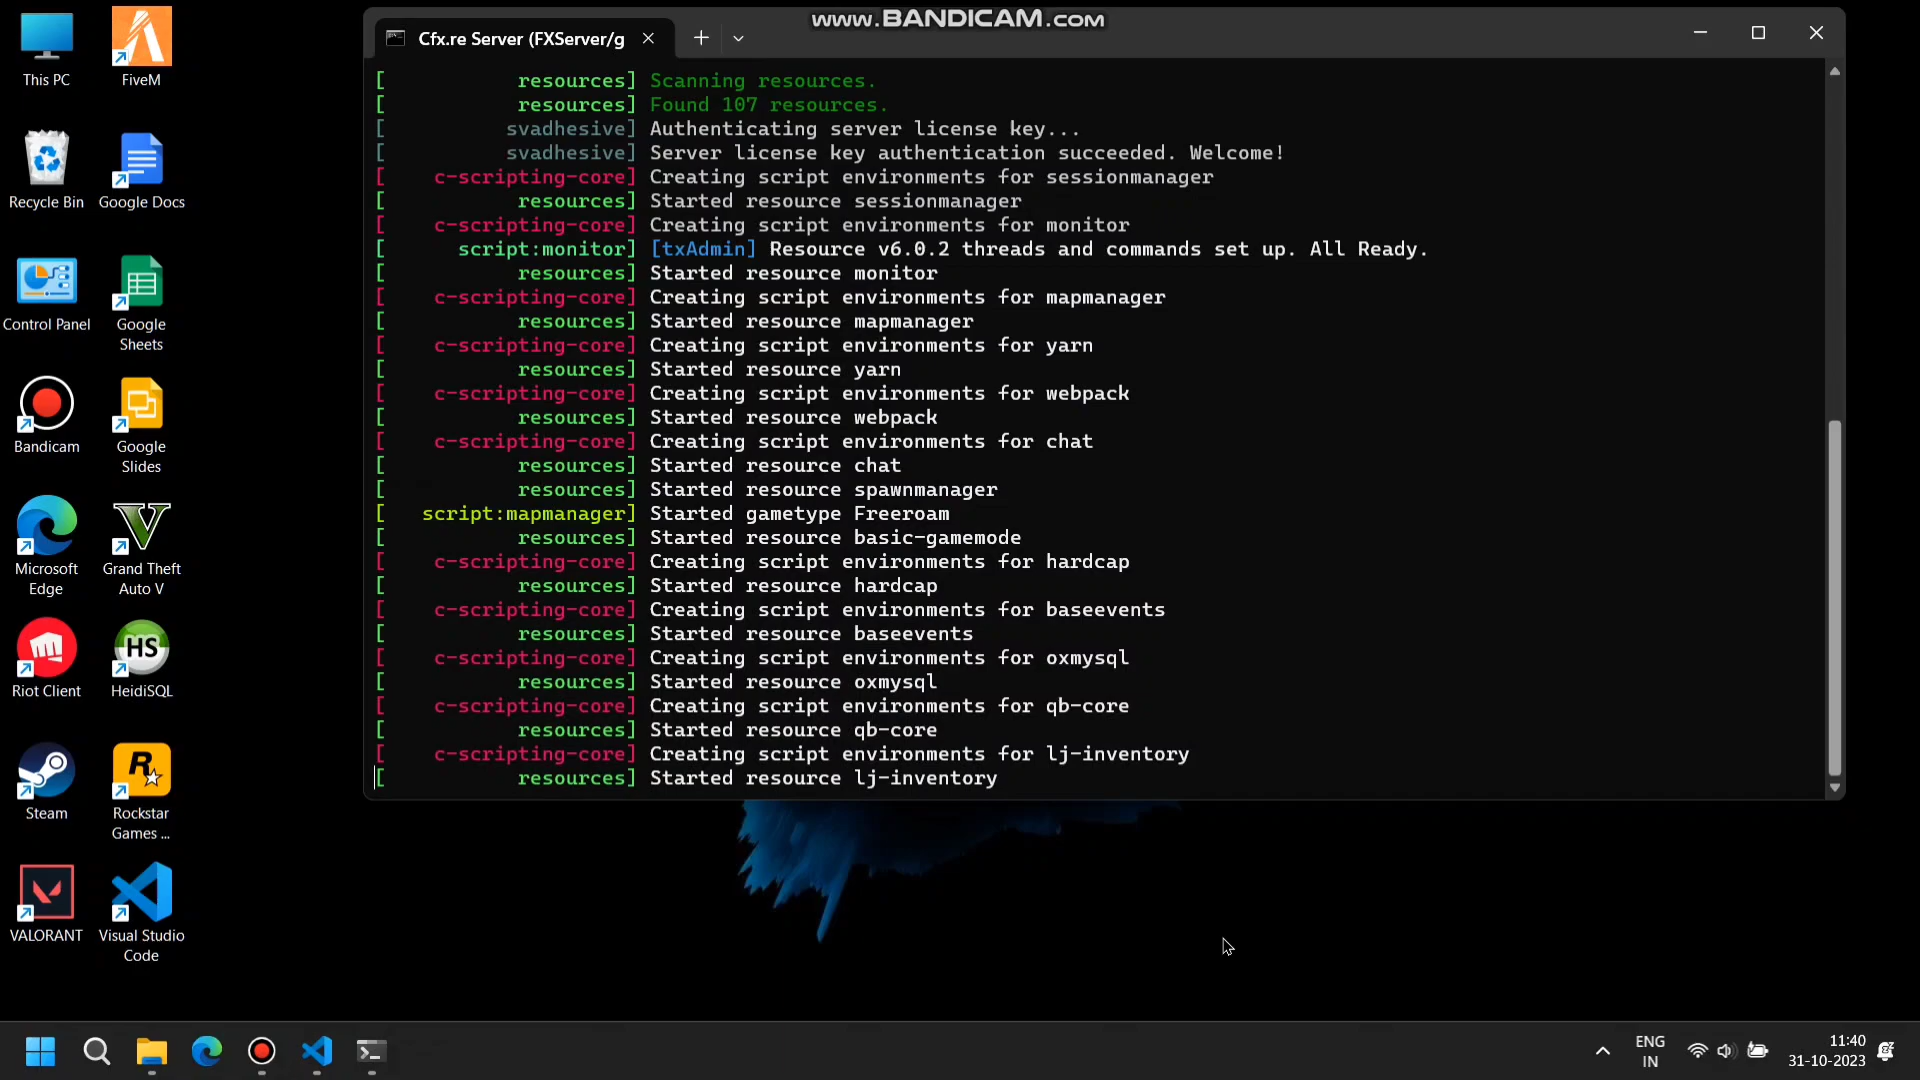 www.BANDICAM.com
This PC
FiveM
Recycle Bin
Google Docs
Control Panel
Google
Sheets
Bandicam
Google
Slides
Microsoft
Edge
Grand Theft
Auto V
Riot Client
HS
HeidiSQL
Steam
Rockstar
Games ...
VALORANT
Visual Studio
Code
Cfx.re Server (FXServer/g
[ resources] Scanning resources.
[ resources] Found 107 resources.
[ svadhesive] Authenticating server license key...
[ svadhesive] Server license key authentication succeeded. Welcome!
[ c-scripting-core] Creating script environments for sessionmanager
[ resources] Started resource sessionmanager
[ c-scripting-core] Creating script environments for monitor
[ script:monitor] [txAdmin] Resource v6.0.2 threads and commands set up. All Ready.
[ resources] Started resource monitor
[ c-scripting-core] Creating script environments for mapmanager
[ resources] Started resource mapmanager
[ c-scripting-core] Creating script environments for yarn
[ resources] Started resource yarn
[ c-scripting-core] Creating script environments for webpack
[ resources] Started resource webpack
[ c-scripting-core] Creating script environments for chat
[ resources] Started resource chat
[ resources] Started resource spawnmanager
[ script:mapmanager] Started gametype Freeroam
[ resources] Started resource basic-gamemode
[ c-scripting-core] Creating script environments for hardcap
[ resources] Started resource hardcap
[ c-scripting-core] Creating script environments for baseevents
[ resources] Started resource baseevents
[ c-scripting-core] Creating script environments for oxmysql
[ resources] Started resource oxmysql
[ c-scripting-core] Creating script environments for qb-core
[ resources] Started resource qb-core
[ c-scripting-core] Creating script environments for lj-inventory
[ resources] Started resource lj-inventory
ENG
IN
11:40
31-10-2023